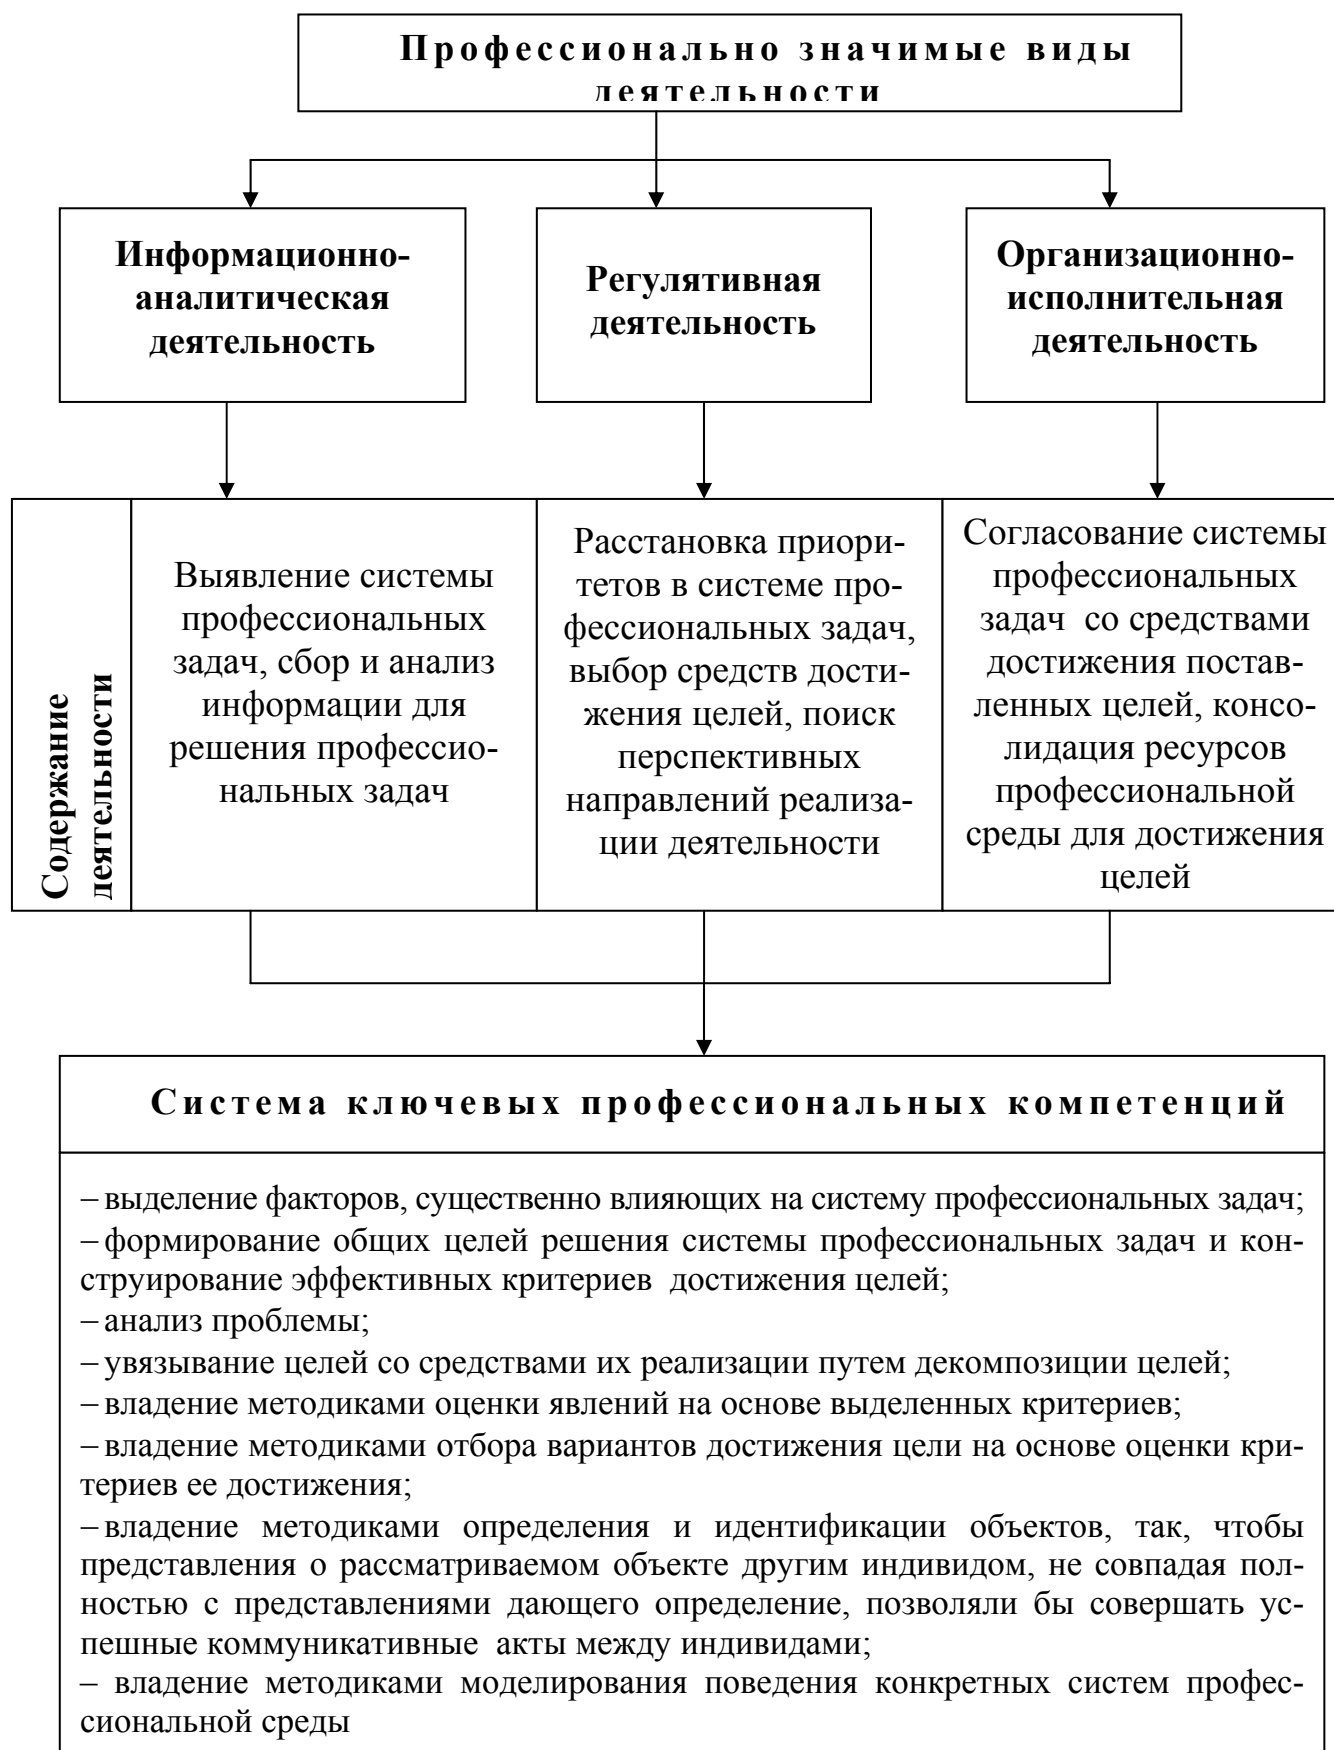 Профессионально значимые виды
деятельности
Информационно-
аналитическая
деятельность
Регулятивная
деятельность
Организационно-
исполнительная
деятельность
Содержание
деятельности
Выявление системы
профессиональных
задач, сбор и анализ
информации для
решения профессио-
нальных задач
Расстановка приори-
тетов в системе про-
фессиональных задач,
выбор средств дости-
жения целей, поиск
перспективных
направлений реализа-
ции деятельности
Согласование системы
профессиональных
задач  со средствами
достижения постав-
ленных целей, консо-
лидация ресурсов
профессиональной
среды для достижения
целей
Система ключевых профессиональных компетенций
– выделение факторов, существенно влияющих на систему профессиональных задач;
– формирование общих целей решения системы профессиональных задач и кон-
струирование эффективных критериев  достижения целей;
– анализ проблемы;
– увязывание целей со средствами их реализации путем декомпозиции целей;
– владение методиками оценки явлений на основе выделенных критериев;
– владение методиками отбора вариантов достижения цели на основе оценки кри-
териев ее достижения;
– владение методиками определения и идентификации объектов, так, чтобы
представления о рассматриваемом объекте другим индивидом, не совпадая пол-
ностью с представлениями дающего определение, позволяли бы совершать ус-
пешные коммуникативные  акты между индивидами;
– владение методиками моделирования поведения конкретных систем профес-
сиональной среды